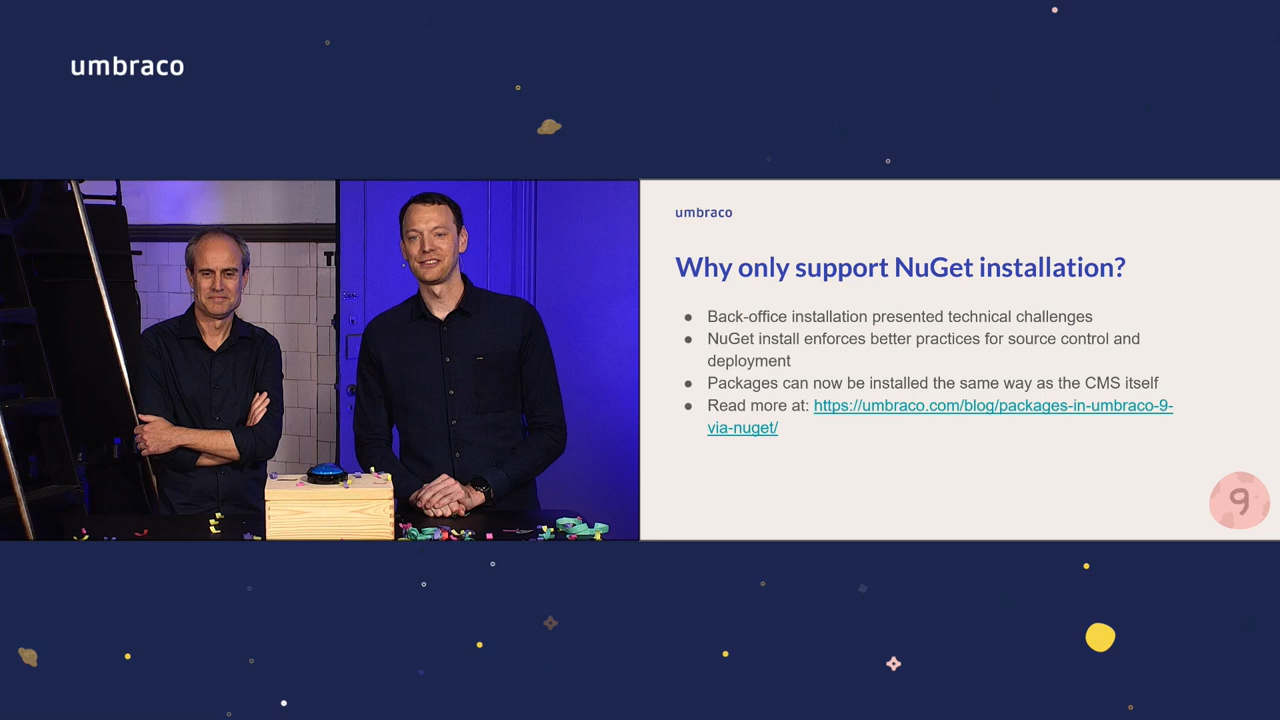 umbraco
umbraco
Why only support NuGet installation?
● Back-office installation presented technical challenges
● NuGet install enforces better practices for source control and
deployment
● Packages can now be installed the same way as the CMS itself
● Read more at: https://umbraco.com/blog/packages-in-umbraco-9-
via-nuget/
9